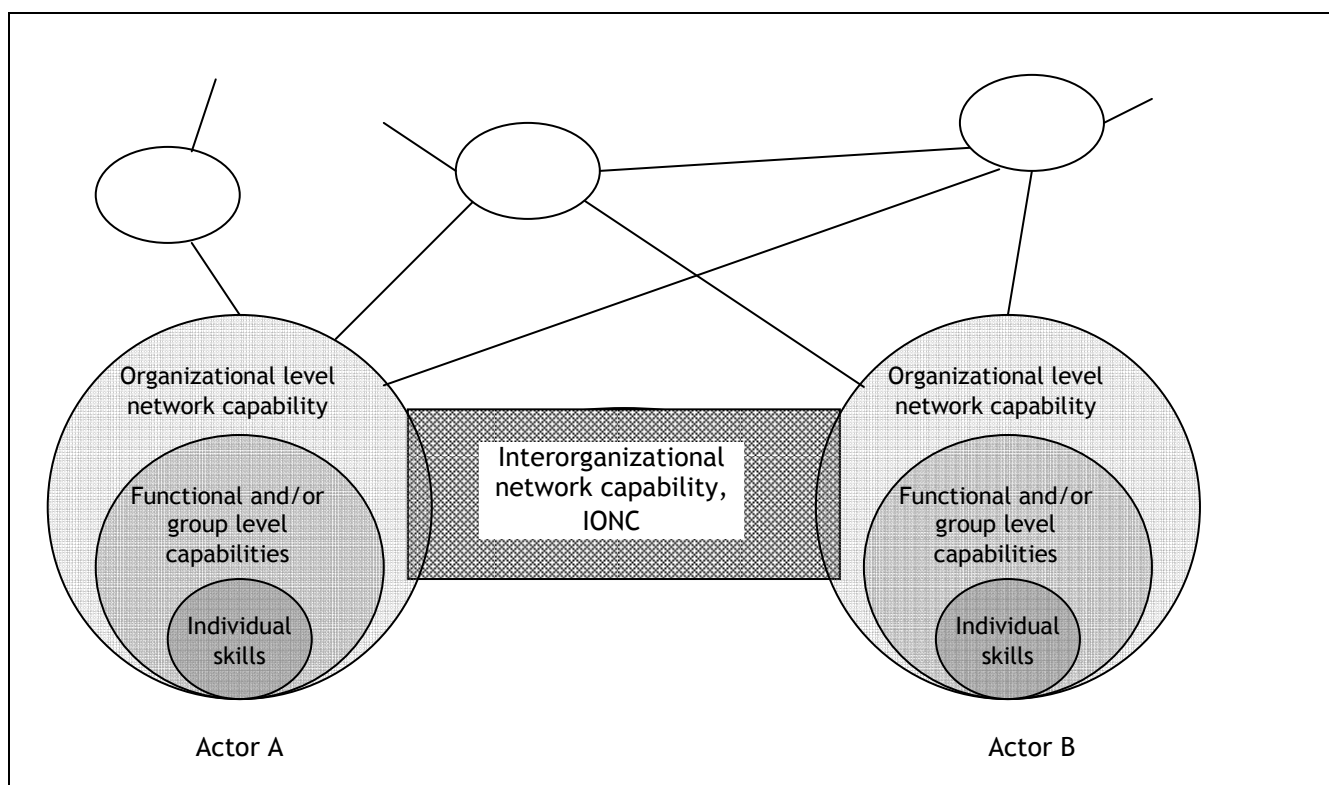 Organizational level
network capability
Functional and/or
group level
capabilities
Individual
skills
Interorganizational
network capability,
IONC
Organizational level
network capability
Functional and/or
group level
capabilities
Individual
skills
Actor A
Actor B